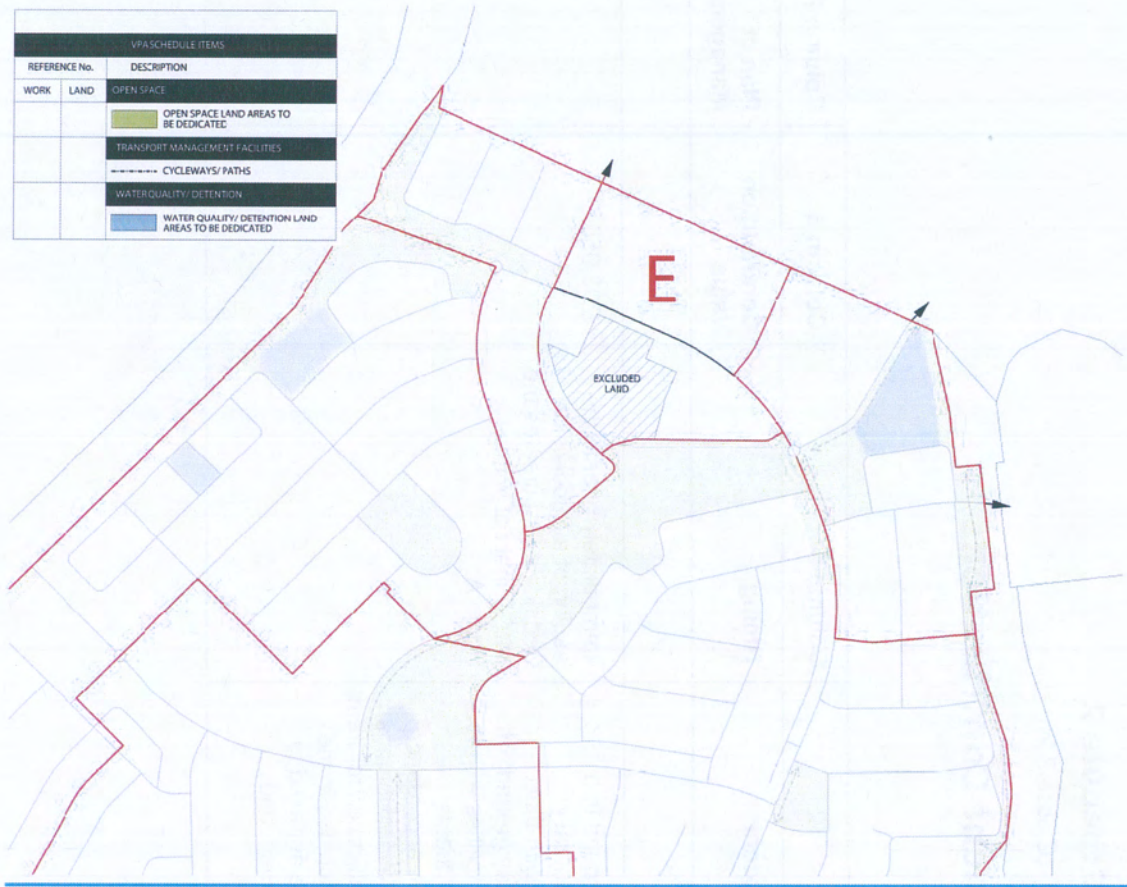 VPA SCHEDULE ITEMS
REFERENCE No. DESCRIPTION
WORK LAND OPEN SPACE
OPEN SPACE LAND AREAS TO
BE DEDICATED
TRANSPORT MANAGEMENT FACILITIES
CYCLEWAYS/ PATHS
WATER QUALITY/ DETENTION
WATER QUALITY/ DETENTION LAND
AREAS TO BE DEDICATED
E
EXCLUDED
LAND